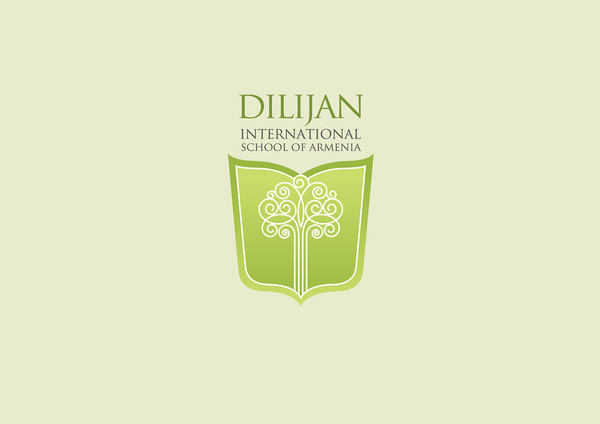 DILIJAN
INTERNATIONAL
SCHOOL OF ARMENIA